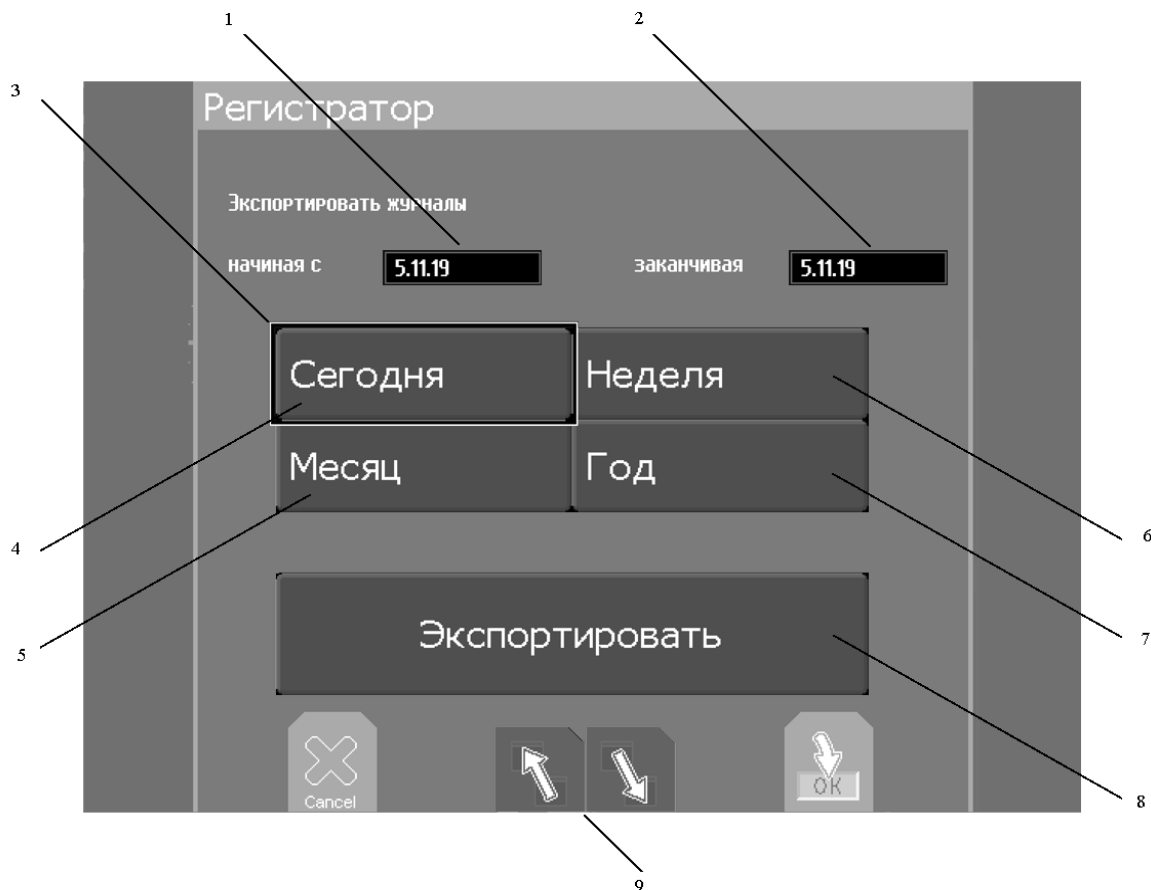 1
2
3
Регистратор
Экспортировать журналы
начиная с 5.11.19 заканчивая 5.11.19
Сегодня Неделя
Месяц Год
4
6
5
7
Экспортировать
Cancel
OK
8
9